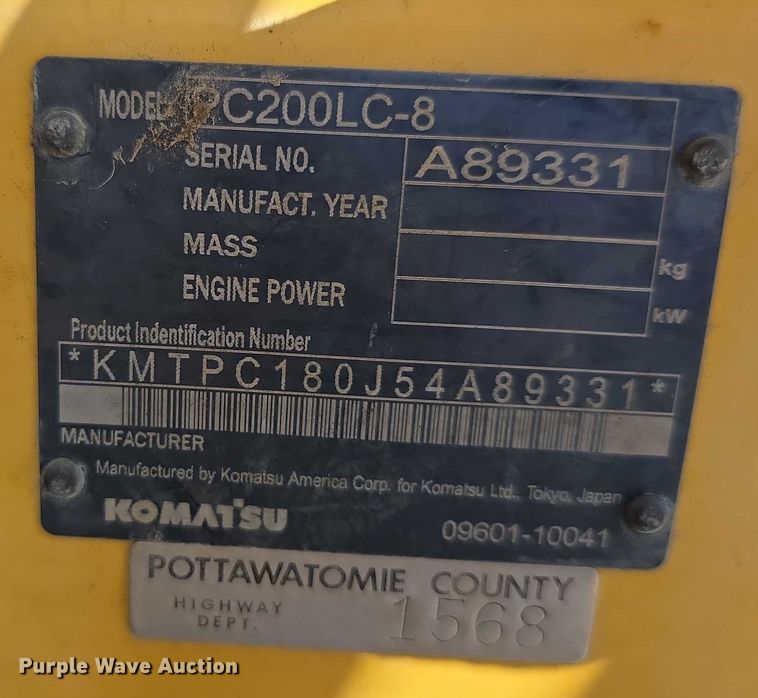 MODEL PC200LC-8
SERIAL NO. A89331
MANUFACT. YEAR
MASS kg
ENGINE POWER kW
Product Indentification Number
*KMTPC180J54A89331*
MANUFACTURER
Manufactured by Komatsu America Corp. for Komatsu Ltd., Tokyo, Japan
KOMATSU 09601-10041
POTTAWATOMIE COUNTY
HIGHWAY DEPT. 1568
Purple Wave Auction